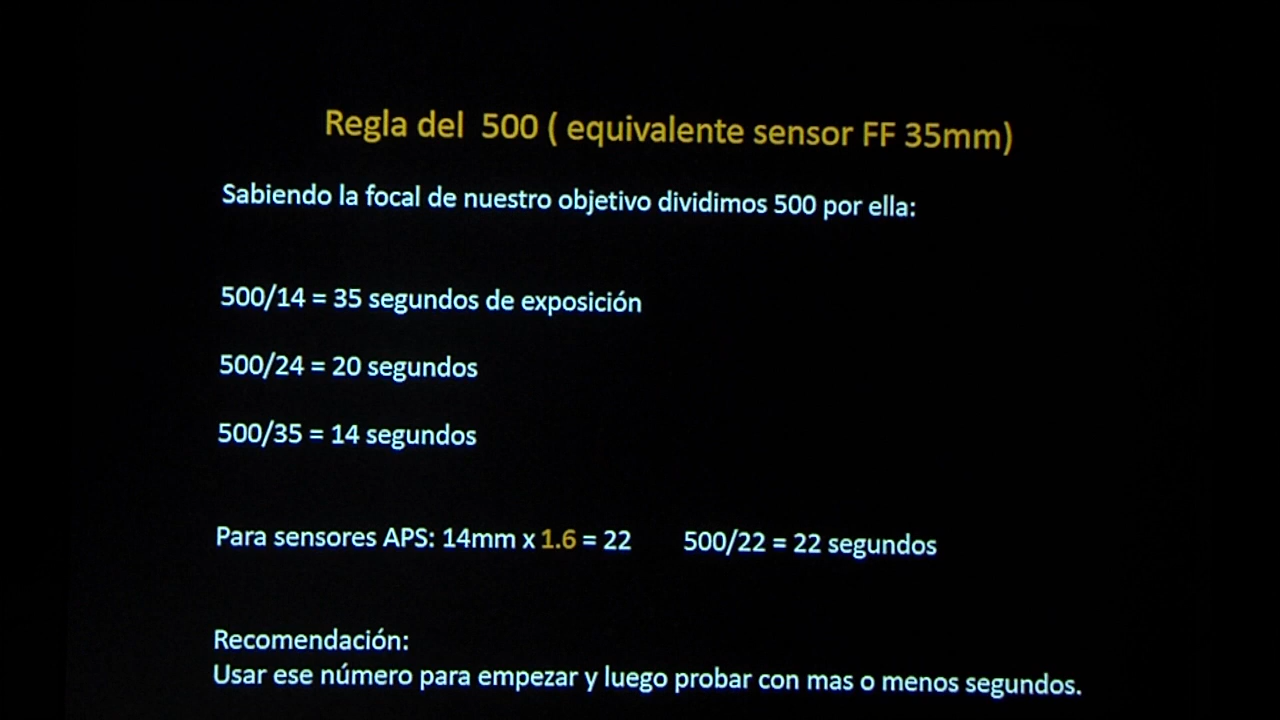 Regla del 500 ( equivalente sensor FF 35mm)
Sabiendo la focal de nuestro objetivo dividimos 500 por ella:
500/14 = 35 segundos de exposición
500/24 = 20 segundos
500/35 = 14 segundos
Para sensores APS: 14mm x 1.6 = 22 500/22 = 22 segundos
Recomendación:
Usar ese número para empezar y luego probar con mas o menos segundos.